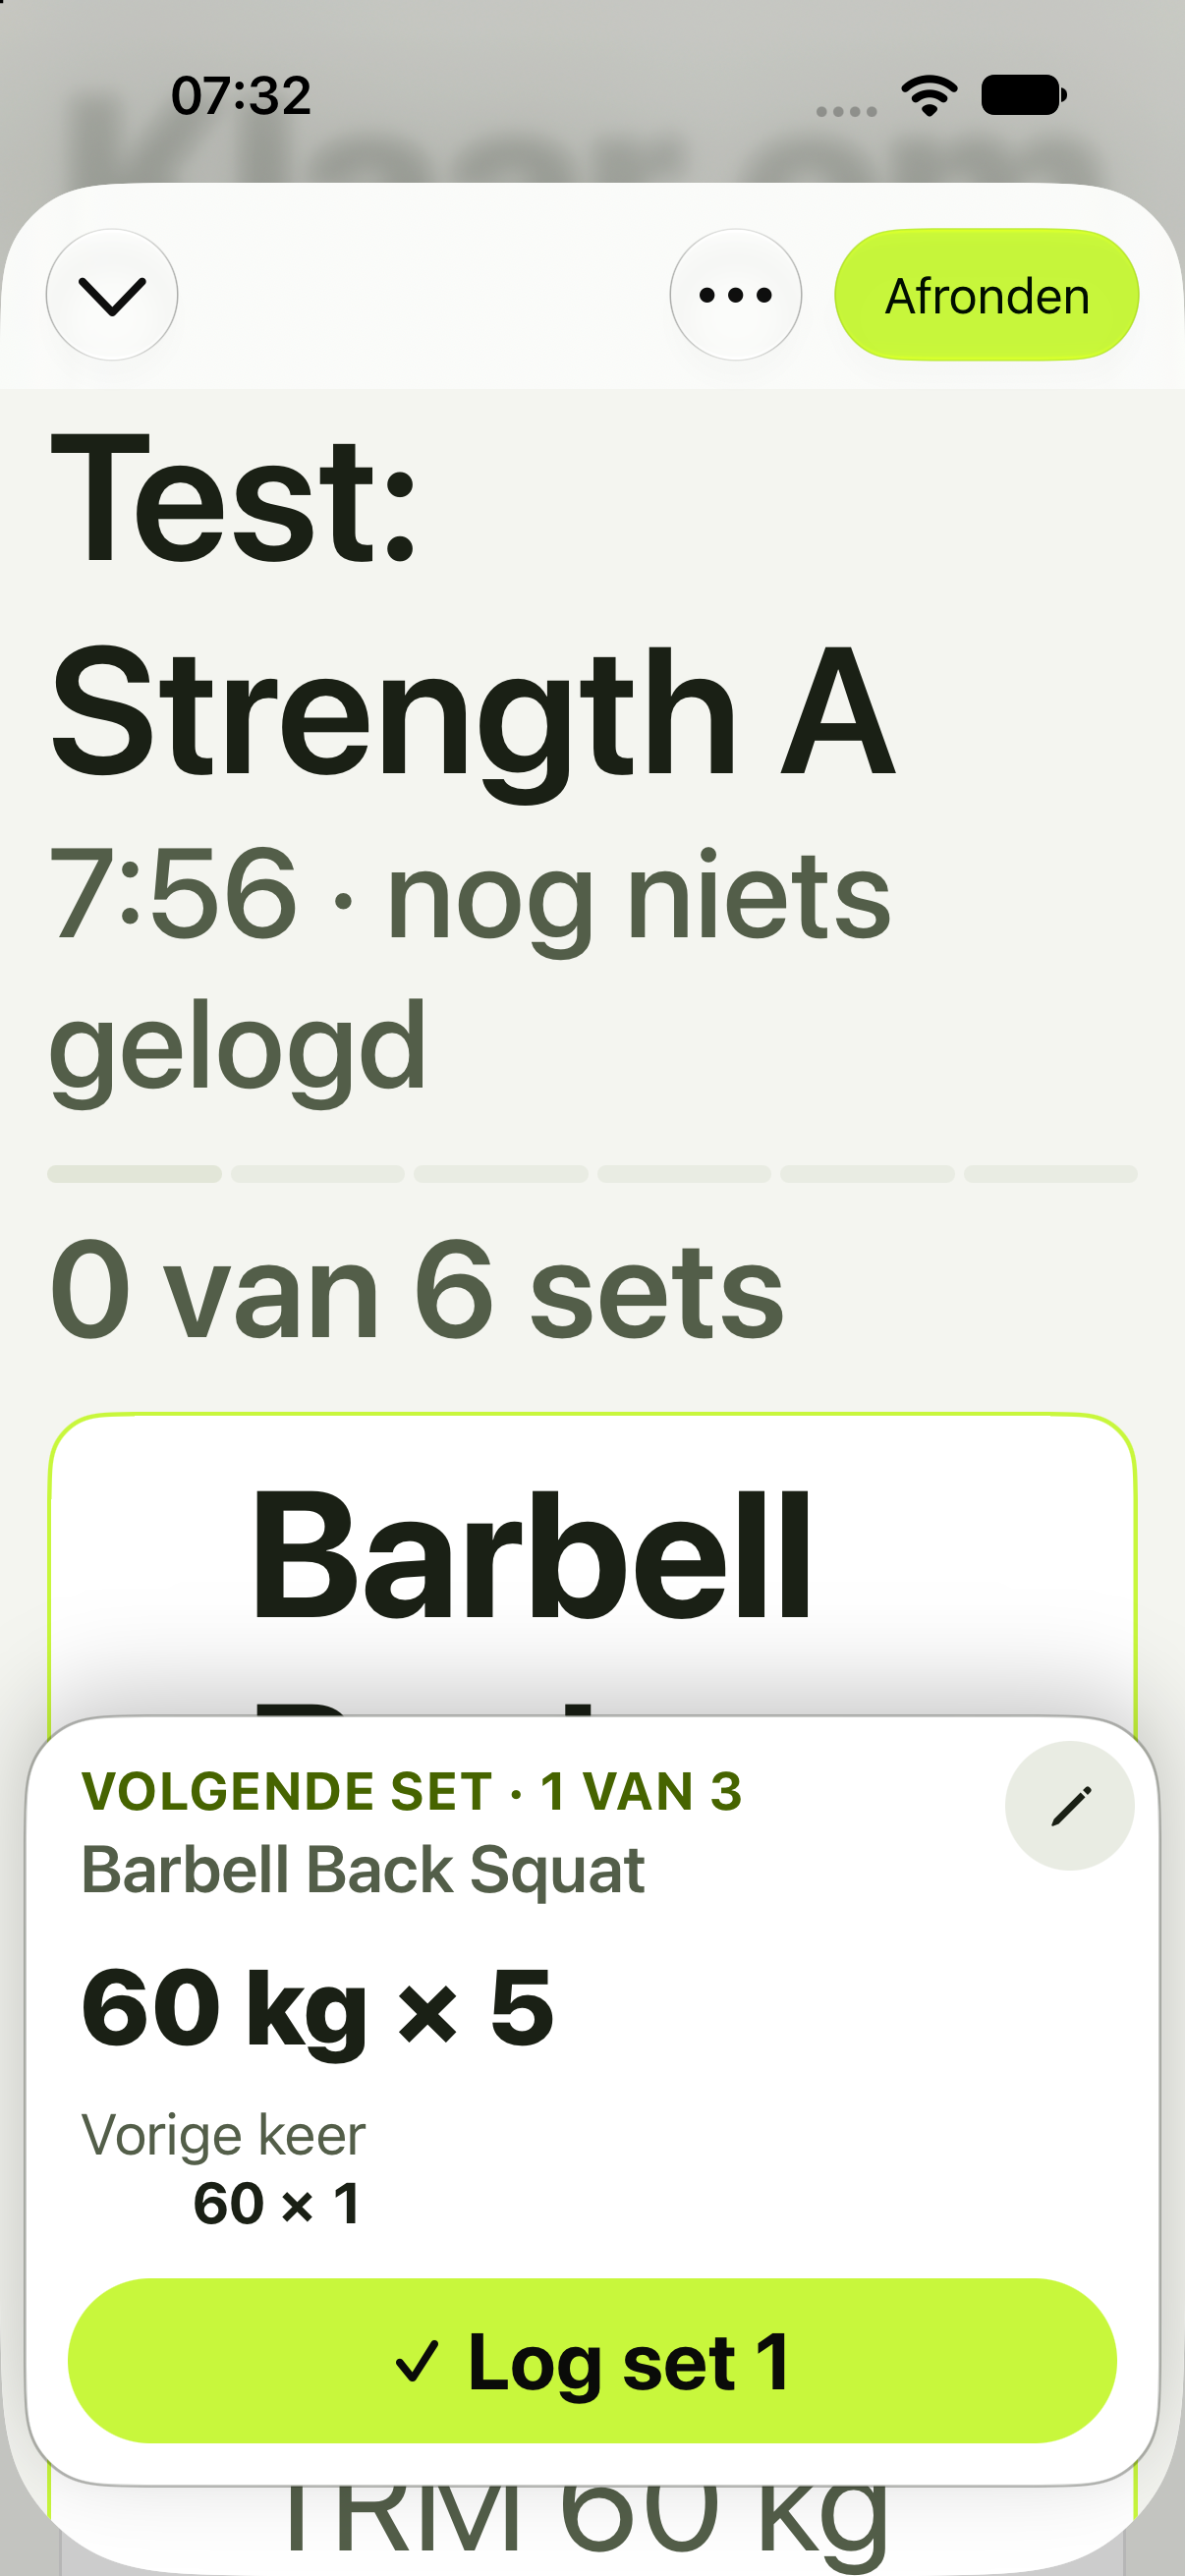 07:32
Afronden
Test:
Strength A
7:56 · nog niets
gelogd
0 van 6 sets
Barbell
VOLGENDE SET · 1 VAN 3
Barbell Back Squat
60 kg × 5
Vorige keer
60 × 1
✓ Log set 1
1RM 60 kg